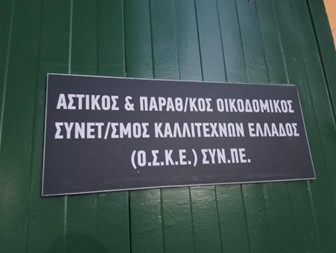 ΑΣΤΙΚΟΣ & ΠΑΡΑΘ/ΚΟΣ ΟΙΚΟΔΟΜΙΚΟΣ
ΣΥΝΕΤ/ΣΜΟΣ ΚΑΛΛΙΤΕΧΝΩΝ ΕΛΛΑΔΟΣ
(Ο.Σ.Κ.Ε.) ΣΥΝ.ΠΕ.